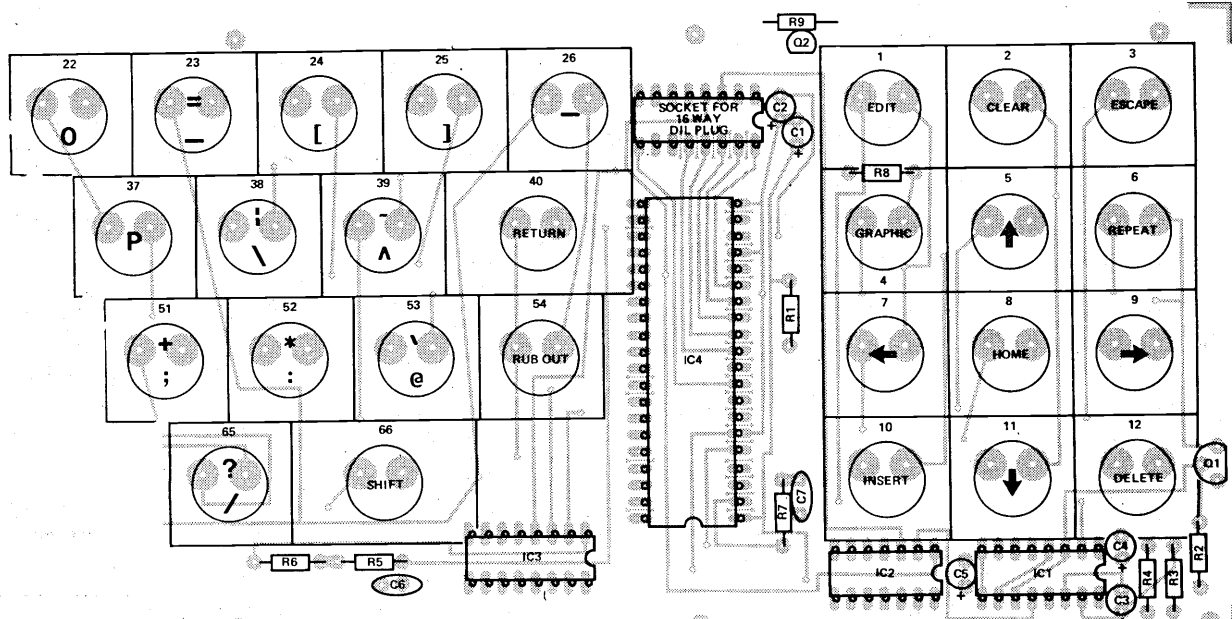 R9
Q2
22 23 24 25 26
1 2 3
O
=
–
[
]
–
SOCKET FOR
16 WAY
DIL PLUG
C2
C1
EDIT CLEAR ESCAPE
37 38 39 40
R8
5 6
P
¦
\
~
^
RETURN
GRAPHIC
↑
REPEAT
4
51 52 53 54
R1
7 8 9
+
;
*
:
`
@
RUB OUT
IC4
←
HOME
→
65 66
10 11 12
?
/
SHIFT
R7
C7
INSERT
↓
DELETE
Q1
R6 R5
IC3
C6
IC2
C5
IC1
C4
C3
R4
R3
R2